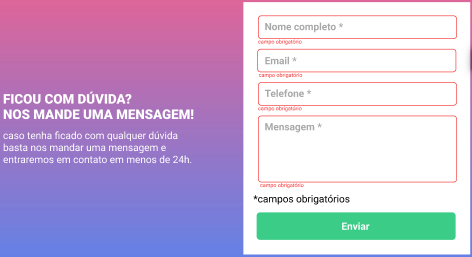 FICOU COM DÚVIDA?
NOS MANDE UMA MENSAGEM!
caso tenha ficado com qualquer dúvida
basta nos mandar uma mensagem e
entraremos em contato em menos de 24h.
Nome completo *
campo obrigatório
Email *
campo obrigatório
Telefone *
campo obrigatório
Mensagem *
campo obrigatório
*campos obrigatórios
Enviar